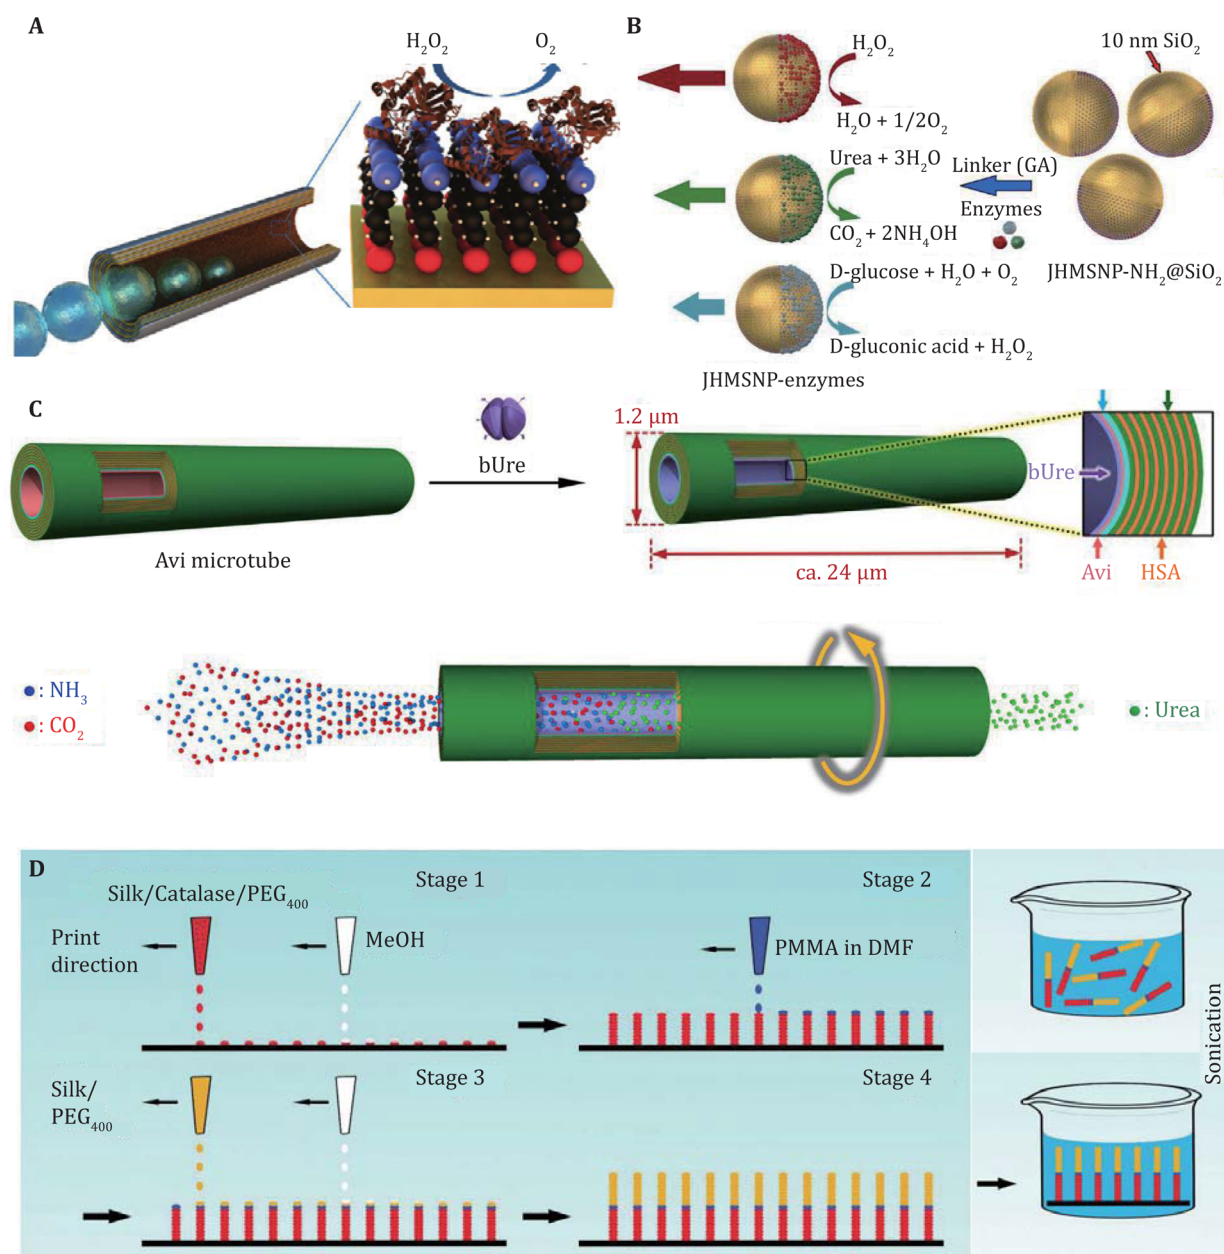 A
H₂O₂ O₂
B
H₂O₂
H₂O + 1/2O₂
10 nm SiO₂
Urea + 3H₂O
Linker (GA)
Enzymes
CO₂ + 2NH₄OH
JHMSNP-NH₂@SiO₂
D-glucose + H₂O + O₂
D-gluconic acid + H₂O₂
JHMSNP-enzymes
C
bUre
Avi microtube
1.2 μm
ca. 24 μm
bUre
Avi
HSA
: NH₃
: CO₂
: Urea
D
Stage 1
Silk/Catalase/PEG₄₀₀
Print
direction
MeOH
Stage 2
PMMA in DMF
Stage 3
Silk/
PEG₄₀₀
Stage 4
Sonication